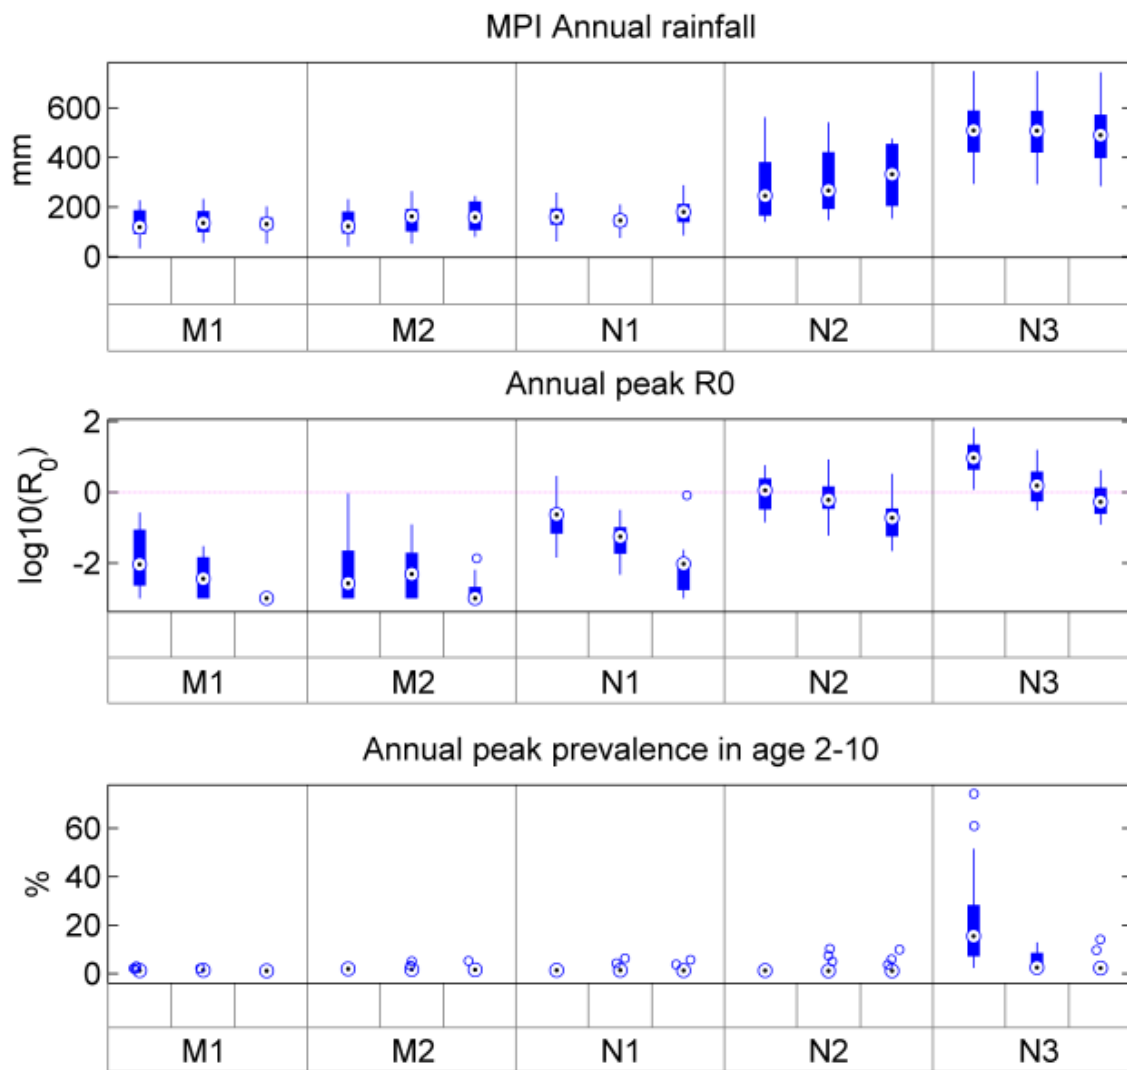 MPI Annual rainfall
mm
600
400
200
0
M1 M2 N1 N2 N3
Annual peak R0
log10(R_0)
2
0
-2
M1 M2 N1 N2 N3
Annual peak prevalence in age 2-10
%
60
40
20
0
M1 M2 N1 N2 N3